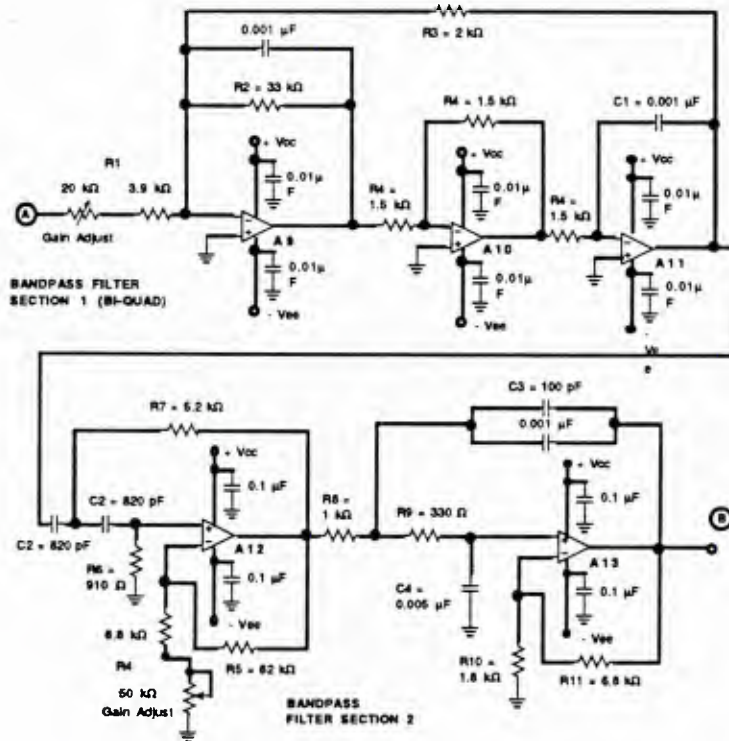 0.001 µF
R3 = 2 kΩ
R2 = 33 kΩ
R4 = 1.5 kΩ
C1 = 0.001 µF
+ Vcc
+ Vcc
+ Vcc
R1
0.01µ
F
0.01µ
F
0.01µ
F
20 kΩ
3.9 kΩ
R4 =
1.5 kΩ
R4 =
1.5 kΩ
A
Gain Adjust
A 9
A 10
A 11
0.01µ
F
0.01µ
F
0.01µ
F
BANDPASS FILTER
SECTION 1 (BI-QUAD)
- Vee
- Vee
-
V
e
C3 = 100 pF
0.001 µF
R7 = 6.2 kΩ
+ Vcc
+ Vcc
C2 = 820 pF
0.1 µF
R8 =
1 kΩ
R9 = 330 Ω
0.1 µF
B
C2 = 820 pF
A 12
A 13
R6 =
910 Ω
0.1 µF
C4 =
0.005 µF
0.1 µF
- Vee
- Vee
6.8 kΩ
R4
R5 = 62 kΩ
R10 =
1.8 kΩ
R11 = 6.8 kΩ
50 kΩ
Gain Adjust
BANDPASS
FILTER SECTION 2